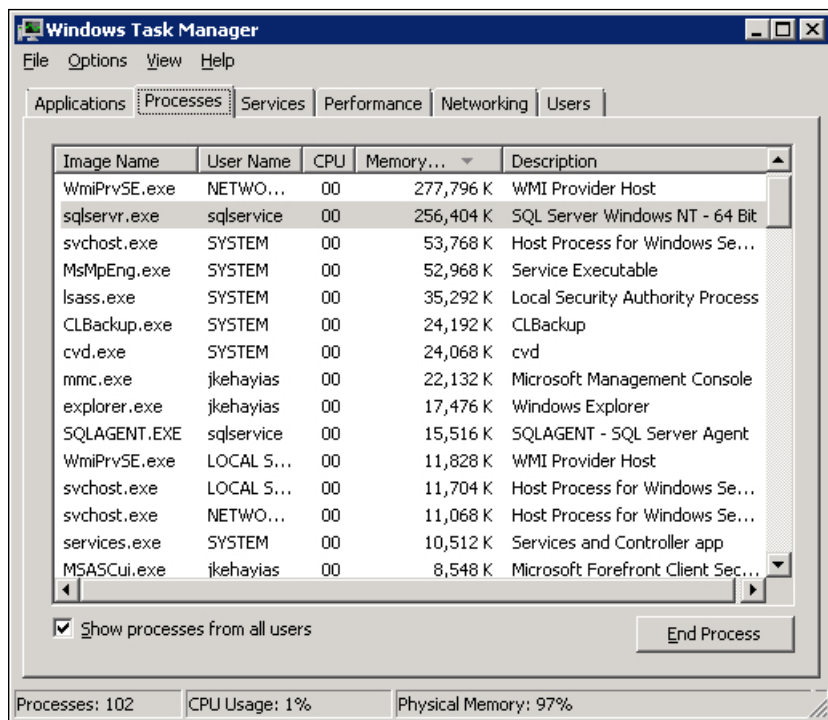 Windows Task Manager
File Options View Help
Applications Processes Services Performance Networking Users
Image Name User Name CPU Memory... Description
WmiPrvSE.exe NETWO... 00 277,796 K WMI Provider Host
sqlservr.exe sqlservice 00 256,404 K SQL Server Windows NT - 64 Bit
svchost.exe SYSTEM 00 53,768 K Host Process for Windows Se...
MsMpEng.exe SYSTEM 00 52,968 K Service Executable
lsass.exe SYSTEM 00 35,292 K Local Security Authority Process
CLBackup.exe SYSTEM 00 24,192 K CLBackup
cvd.exe SYSTEM 00 24,068 K cvd
mmc.exe jkehayias 00 22,132 K Microsoft Management Console
explorer.exe jkehayias 00 17,476 K Windows Explorer
SQLAGENT.EXE sqlservice 00 15,516 K SQLAGENT - SQL Server Agent
WmiPrvSE.exe LOCAL S... 00 11,828 K WMI Provider Host
svchost.exe LOCAL S... 00 11,704 K Host Process for Windows Se...
svchost.exe NETWO... 00 11,068 K Host Process for Windows Se...
services.exe SYSTEM 00 10,512 K Services and Controller app
MSASCui.exe jkehayias 00 8,548 K Microsoft Forefront Client Sec...
Show processes from all users End Process
Processes: 102 CPU Usage: 1% Physical Memory: 97%